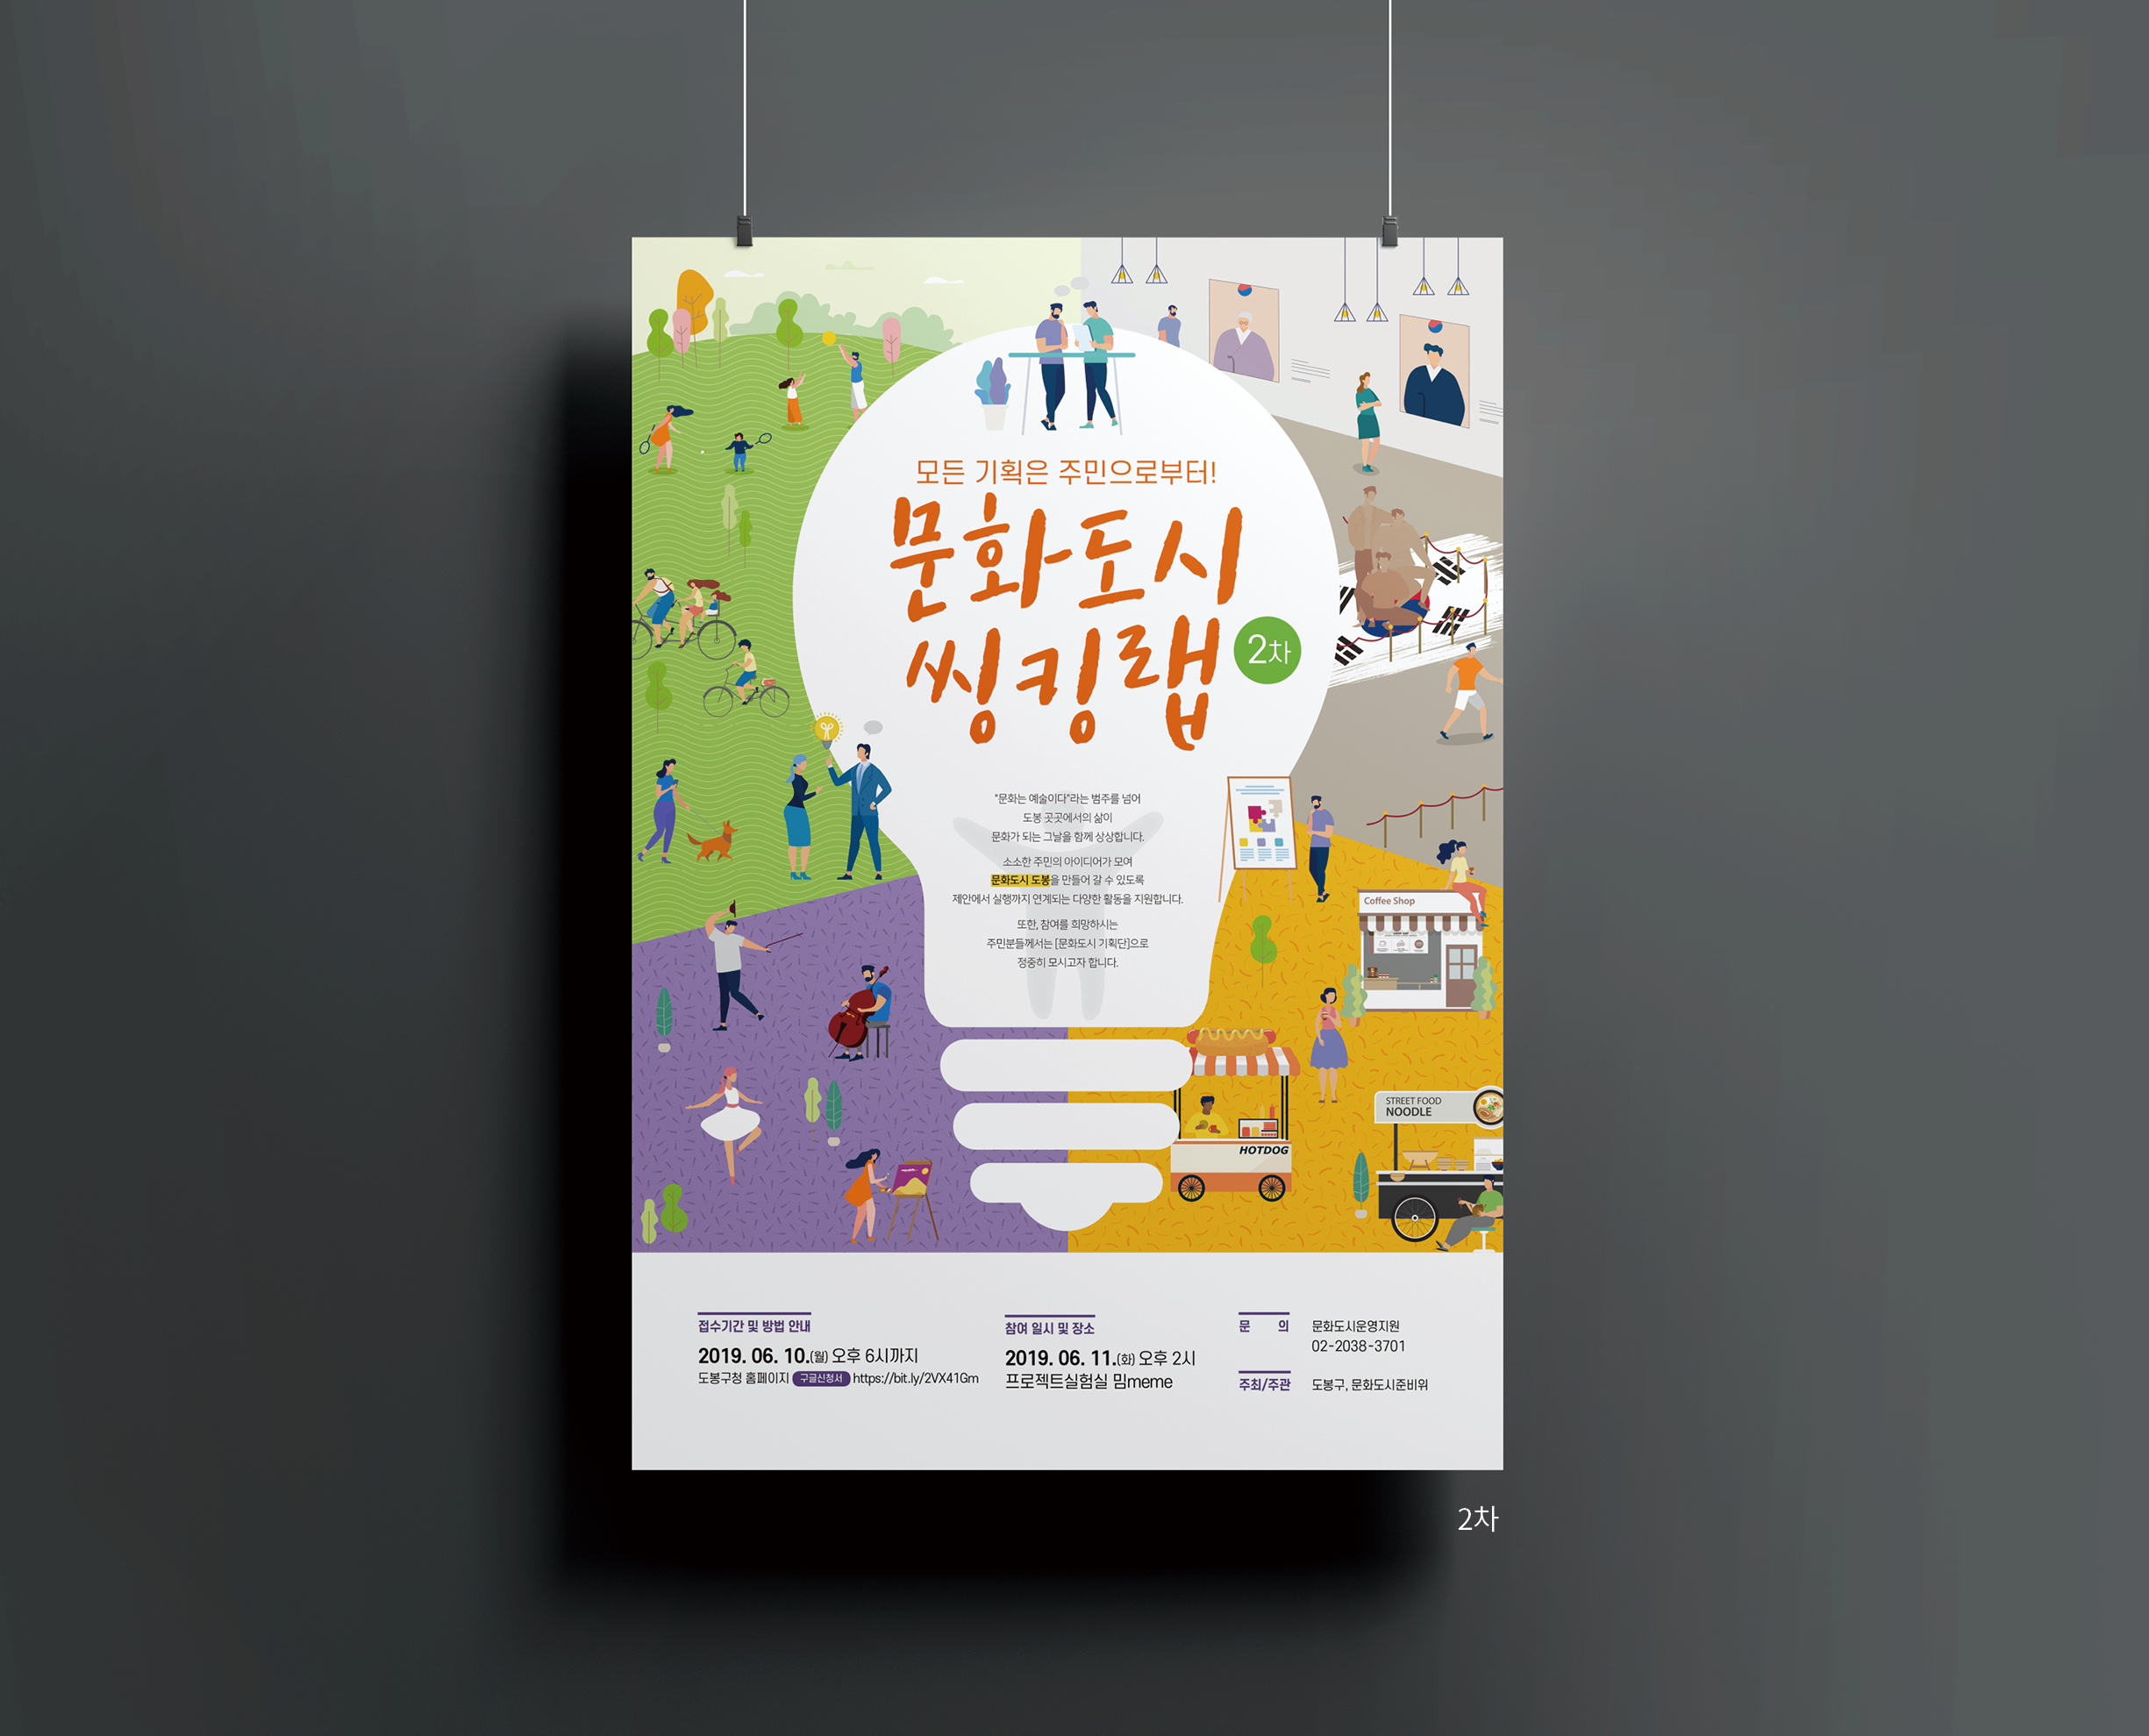 모든 기획은 주민으로부터!
문화도시
씽킹랩
2차
"문화는 예술이다"라는 범주를 넘어
도봉 곳곳에서의 삶이
문화가 되는 그날을 함께 상상합니다.
소소한 주민의 아이디어가 모여
문화도시 도봉을 만들어 갈 수 있도록
제안에서 실행까지 연계되는 다양한 활동을 지원합니다.
또한, 참여를 희망하시는
주민분들께서는 [문화도시 기획단]으로
정중히 모시고자 합니다.
Coffee Shop
STREET FOOD
NOODLE
HOTDOG
접수기간 및 방법 안내
2019. 06. 10.(월) 오후 6시까지
도봉구청 홈페이지 구글신청서 https://bit.ly/2VX41Gm
참여 일시 및 장소
2019. 06. 11.(화) 오후 2시
프로젝트실험실 밈meme
문 의 문화도시운영지원
02-2038-3701
주최/주관 도봉구, 문화도시준비위
2차